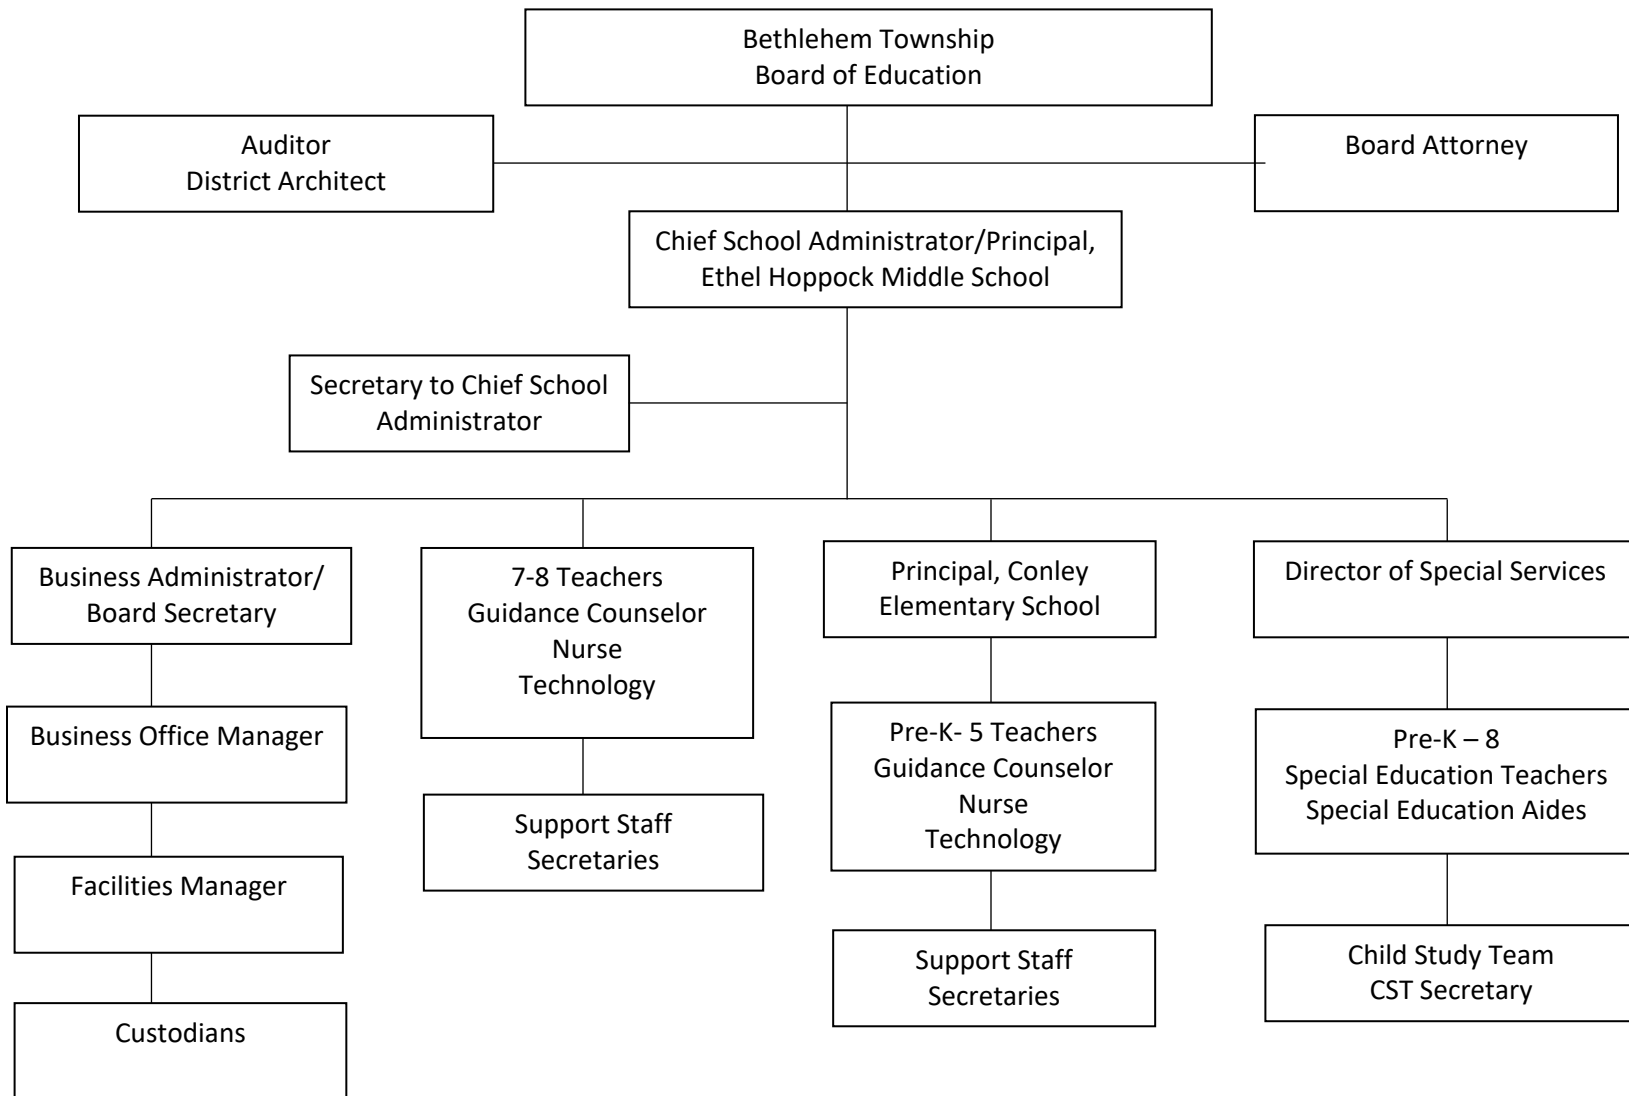 Bethlehem Township
Board of Education
Auditor
District Architect
Board Attorney
Chief School Administrator/Principal,
Ethel Hoppock Middle School
Secretary to Chief School
Administrator
Business Administrator/
Board Secretary
7-8 Teachers
Guidance Counselor
Nurse
Technology
Principal, Conley
Elementary School
Director of Special Services
Business Office Manager
Support Staff
Secretaries
Pre-K- 5 Teachers
Guidance Counselor
Nurse
Technology
Pre-K – 8
Special Education Teachers
Special Education Aides
Facilities Manager
Support Staff
Secretaries
Child Study Team
CST Secretary
Custodians